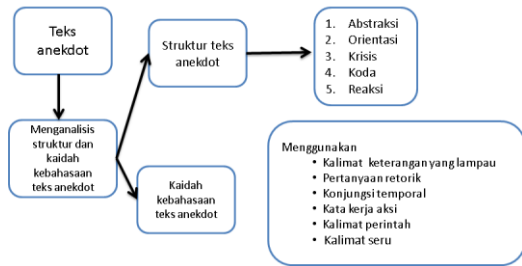 Teks
anekdot
Struktur teks
anekdot
1. Abstraksi
2. Orientasi
3. Krisis
4. Koda
5. Reaksi
Menganalisis
struktur dan
kaidah
kebahasaan
teks anekdot
Kaidah
kebahasaan
teks anekdot
Menggunakan
• Kalimat keterangan yang lampau
• Pertanyaan retorik
• Konjungsi temporal
• Kata kerja aksi
• Kalimat perintah
• Kalimat seru